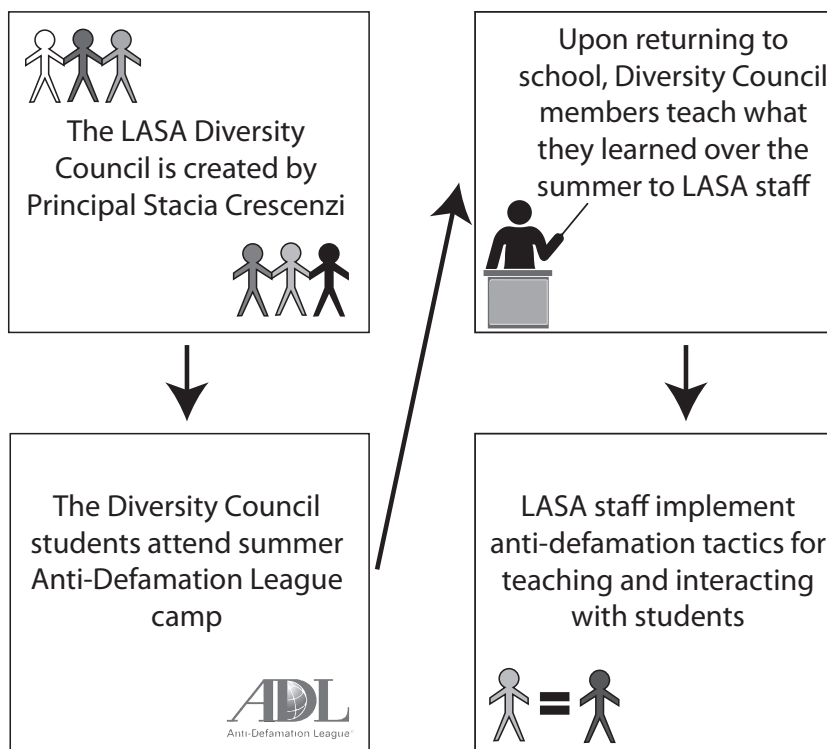 The LASA Diversity
Council is created by
Principal Stacia Crescenzi
The Diversity Council
students attend summer
Anti-Defamation League
camp
ADL
Anti-Defamation League®
Upon returning to
school, Diversity Council
members teach what
they learned over the
summer to LASA staff
LASA staff implement
anti-defamation tactics for
teaching and interacting
with students